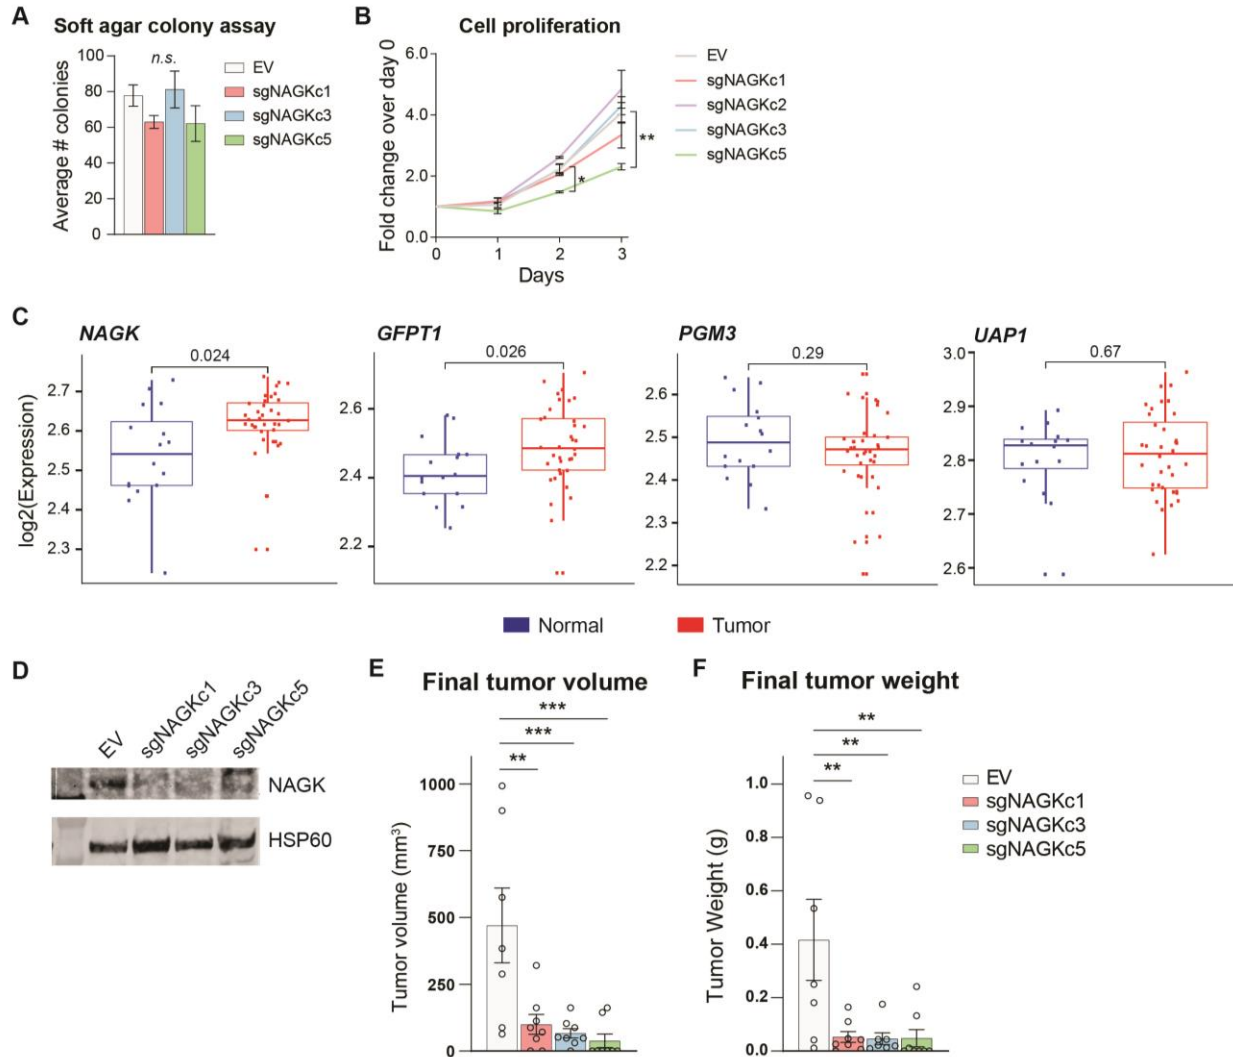 A
Soft agar colony assay
Average # colonies
100
80
60
40
20
0
n.s.
EV
sgNAGKc1
sgNAGKc3
sgNAGKc5
B
Cell proliferation
Fold change over day 0
6.0
4.0
2.0
0.0
0 1 2 3
Days
*
**
EV
sgNAGKc1
sgNAGKc2
sgNAGKc3
sgNAGKc5
C
log2(Expression)
NAGK
0.024
2.7
2.6
2.5
2.4
2.3
GFPT1
0.026
2.6
2.4
2.2
PGM3
0.29
2.6
2.5
2.4
2.3
2.2
UAP1
0.67
3.0
2.9
2.8
2.7
2.6
Normal Tumor
D
EV sgNAGKc1 sgNAGKc3 sgNAGKc5
NAGK
HSP60
E
Final tumor volume
***
***
**
Tumor volume (mm³)
1000
750
500
250
0
F
Final tumor weight
**
**
**
Tumor Weight (g)
1.0
0.8
0.6
0.4
0.2
0.0
EV
sgNAGKc1
sgNAGKc3
sgNAGKc5